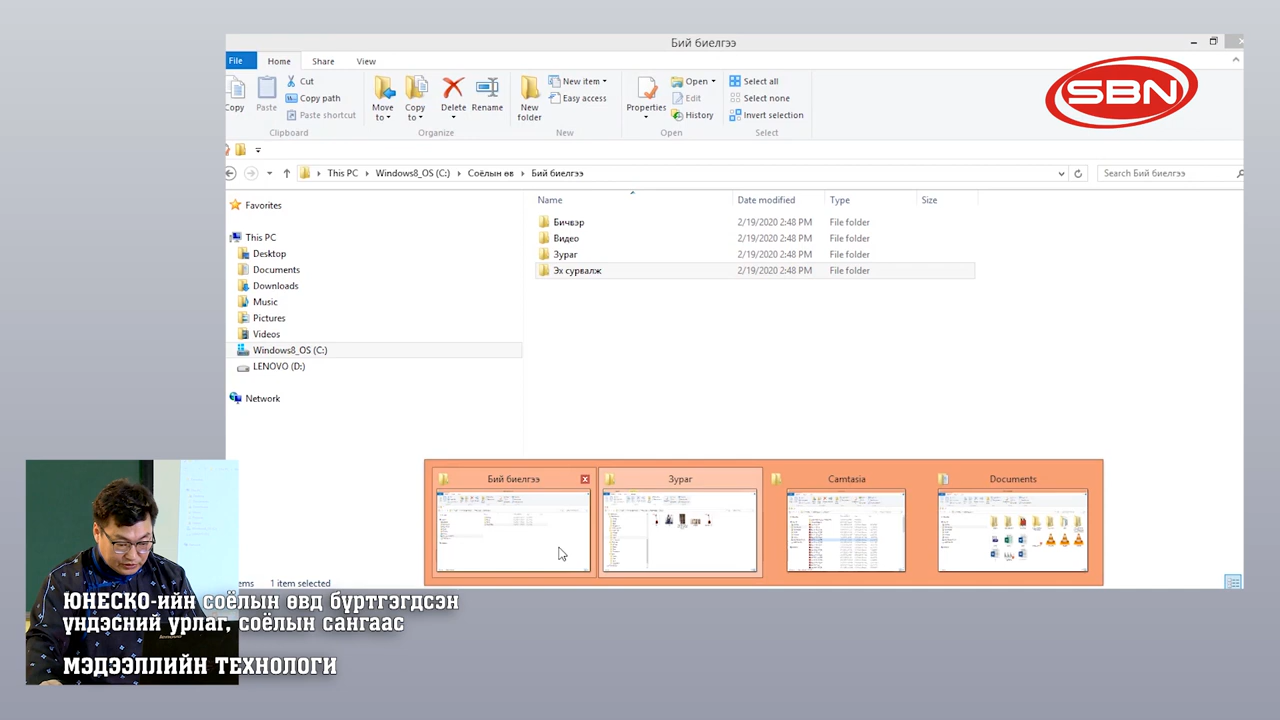 Бий биелгээ
SBN
File Home Share View
Cut
Copy path
Paste shortcut
Copy
Paste
Clipboard
Move to
Copy to
Delete
Rename
Organize
New folder
New item
Easy access
New
Properties
Open
Edit
History
Open
Select all
Select none
Invert selection
Select
This PC Windows8_OS (C:) Соёлын өв Бий биелгээ
Search Бий биелгээ
Favorites
This PC
Desktop
Documents
Downloads
Music
Pictures
Videos
Windows8_OS (C:)
LENOVO (D:)
Network
Name Date modified Type Size
Бичвэр 2/19/2020 2:48 PM File folder
Видео 2/19/2020 2:48 PM File folder
Зураг 2/19/2020 2:48 PM File folder
Эх сурвалж 2/19/2020 2:48 PM File folder
Бий биелгээ Зураг Camtasia Documents
1 item selected
ЮНЕСКО-ийн соёлын өвд бүртгэгдсэн
үндэсний урлаг, соёлын сангаас
МЭДЭЭЛЛИЙН ТЕХНОЛОГИ